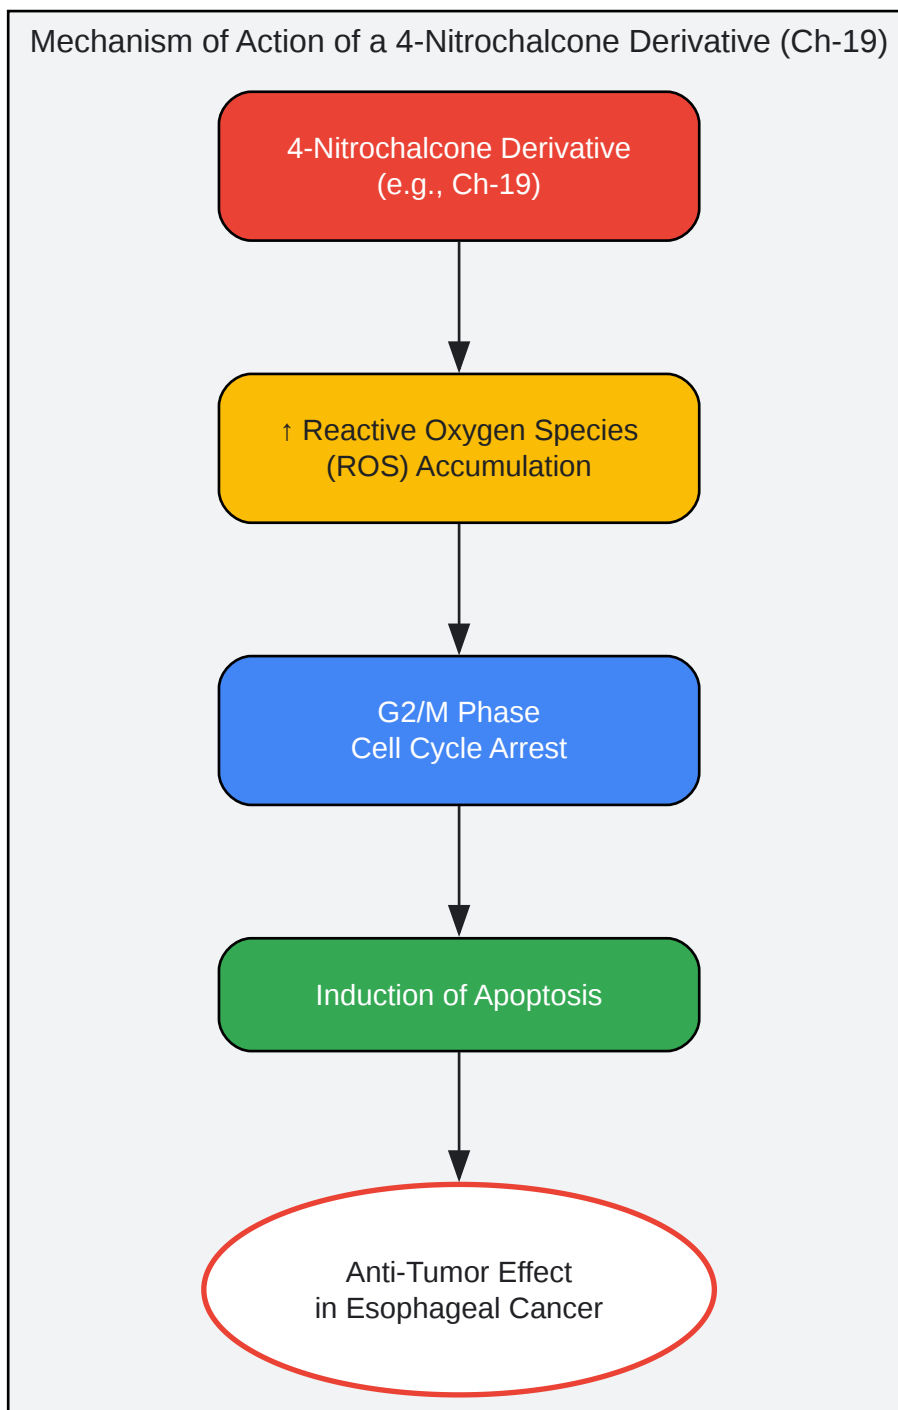 Mechanism of Action of a 4-Nitrochalcone Derivative (Ch-19)
4-Nitrochalcone Derivative
(e.g., Ch-19)
↑ Reactive Oxygen Species
(ROS) Accumulation
G2/M Phase
Cell Cycle Arrest
Induction of Apoptosis
Anti-Tumor Effect
in Esophageal Cancer